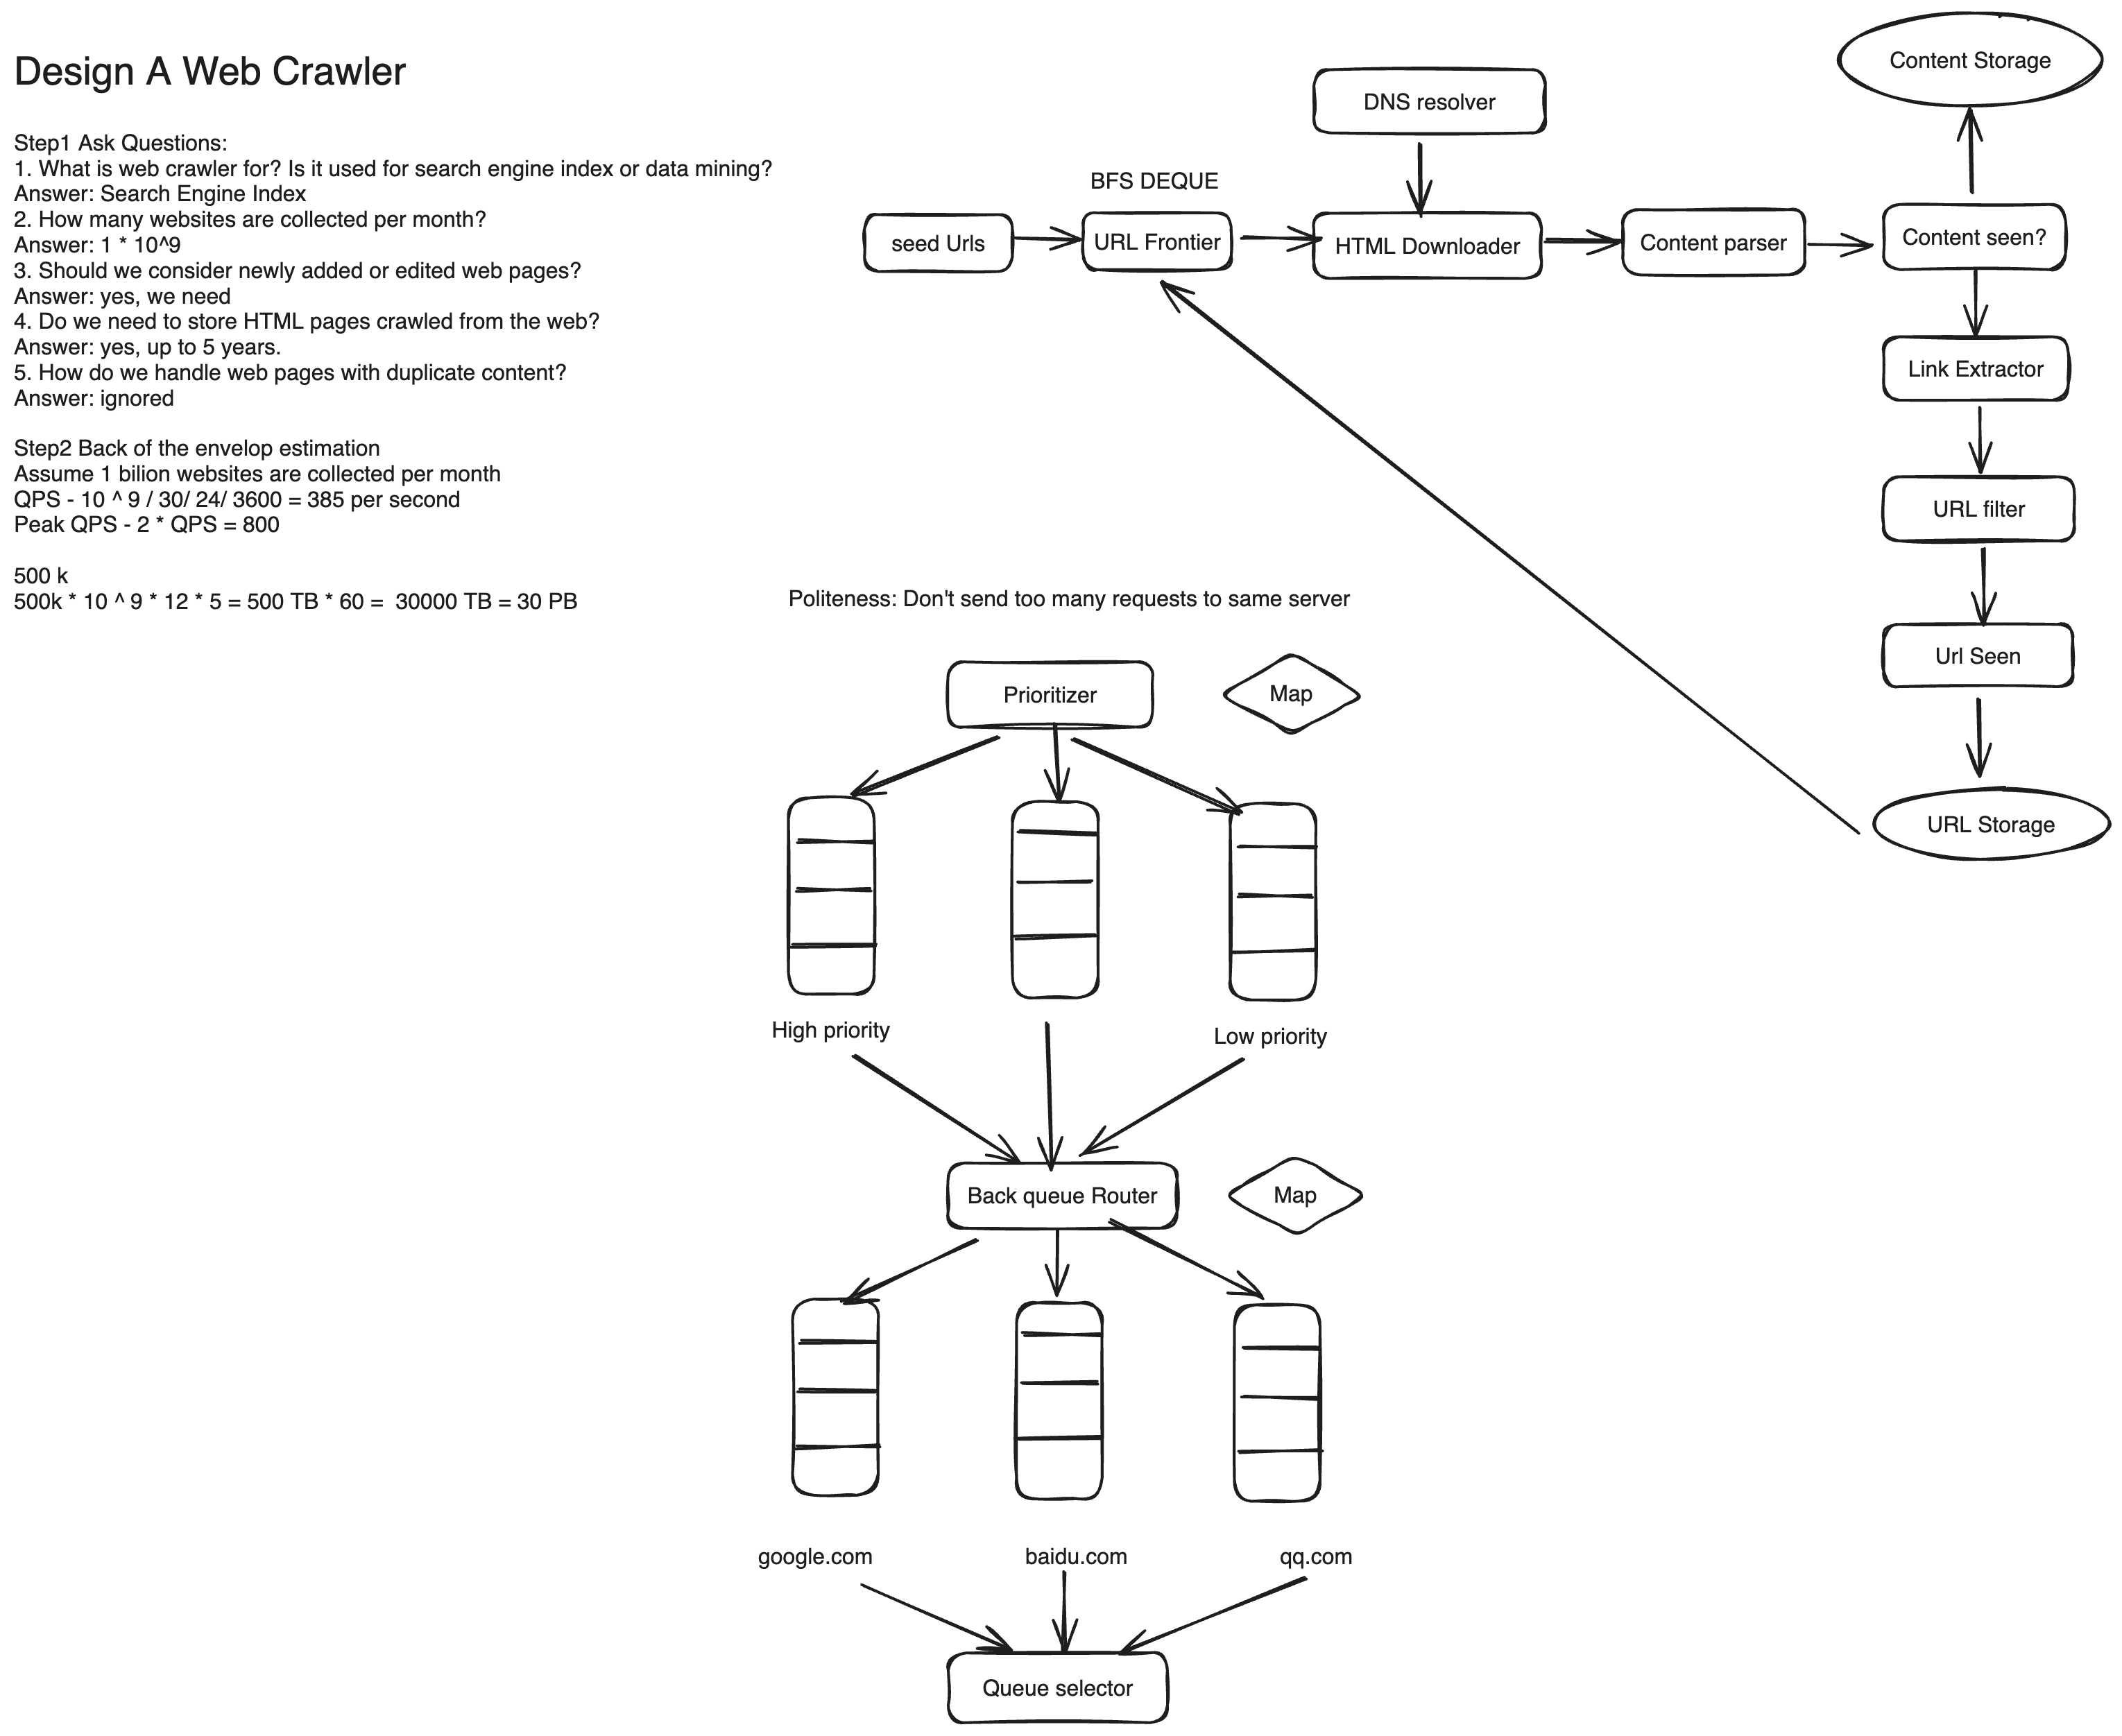 Design A Web Crawler
Step1 Ask Questions:
1. What is web crawler for? Is it used for search engine index or data mining?
Answer: Search Engine Index
2. How many websites are collected per month?
Answer: 1 * 10^9
3. Should we consider newly added or edited web pages?
Answer: yes, we need
4. Do we need to store HTML pages crawled from the web?
Answer: yes, up to 5 years.
5. How do we handle web pages with duplicate content?
Answer: ignored
Step2 Back of the envelop estimation
Assume 1 bilion websites are collected per month
QPS - 10 ^ 9 / 30/ 24/ 3600 = 385 per second
Peak QPS - 2 * QPS = 800
500 k
500k * 10 ^ 9 * 12 * 5 = 500 TB * 60 =  30000 TB = 30 PB
Content Storage
DNS resolver
BFS DEQUE
seed Urls
URL Frontier
HTML Downloader
Content parser
Content seen?
Link Extractor
URL filter
Url Seen
URL Storage
Politeness: Don't send too many requests to same server
Prioritizer
Map
High priority
Low priority
Back queue Router
Map
google.com
baidu.com
qq.com
Queue selector